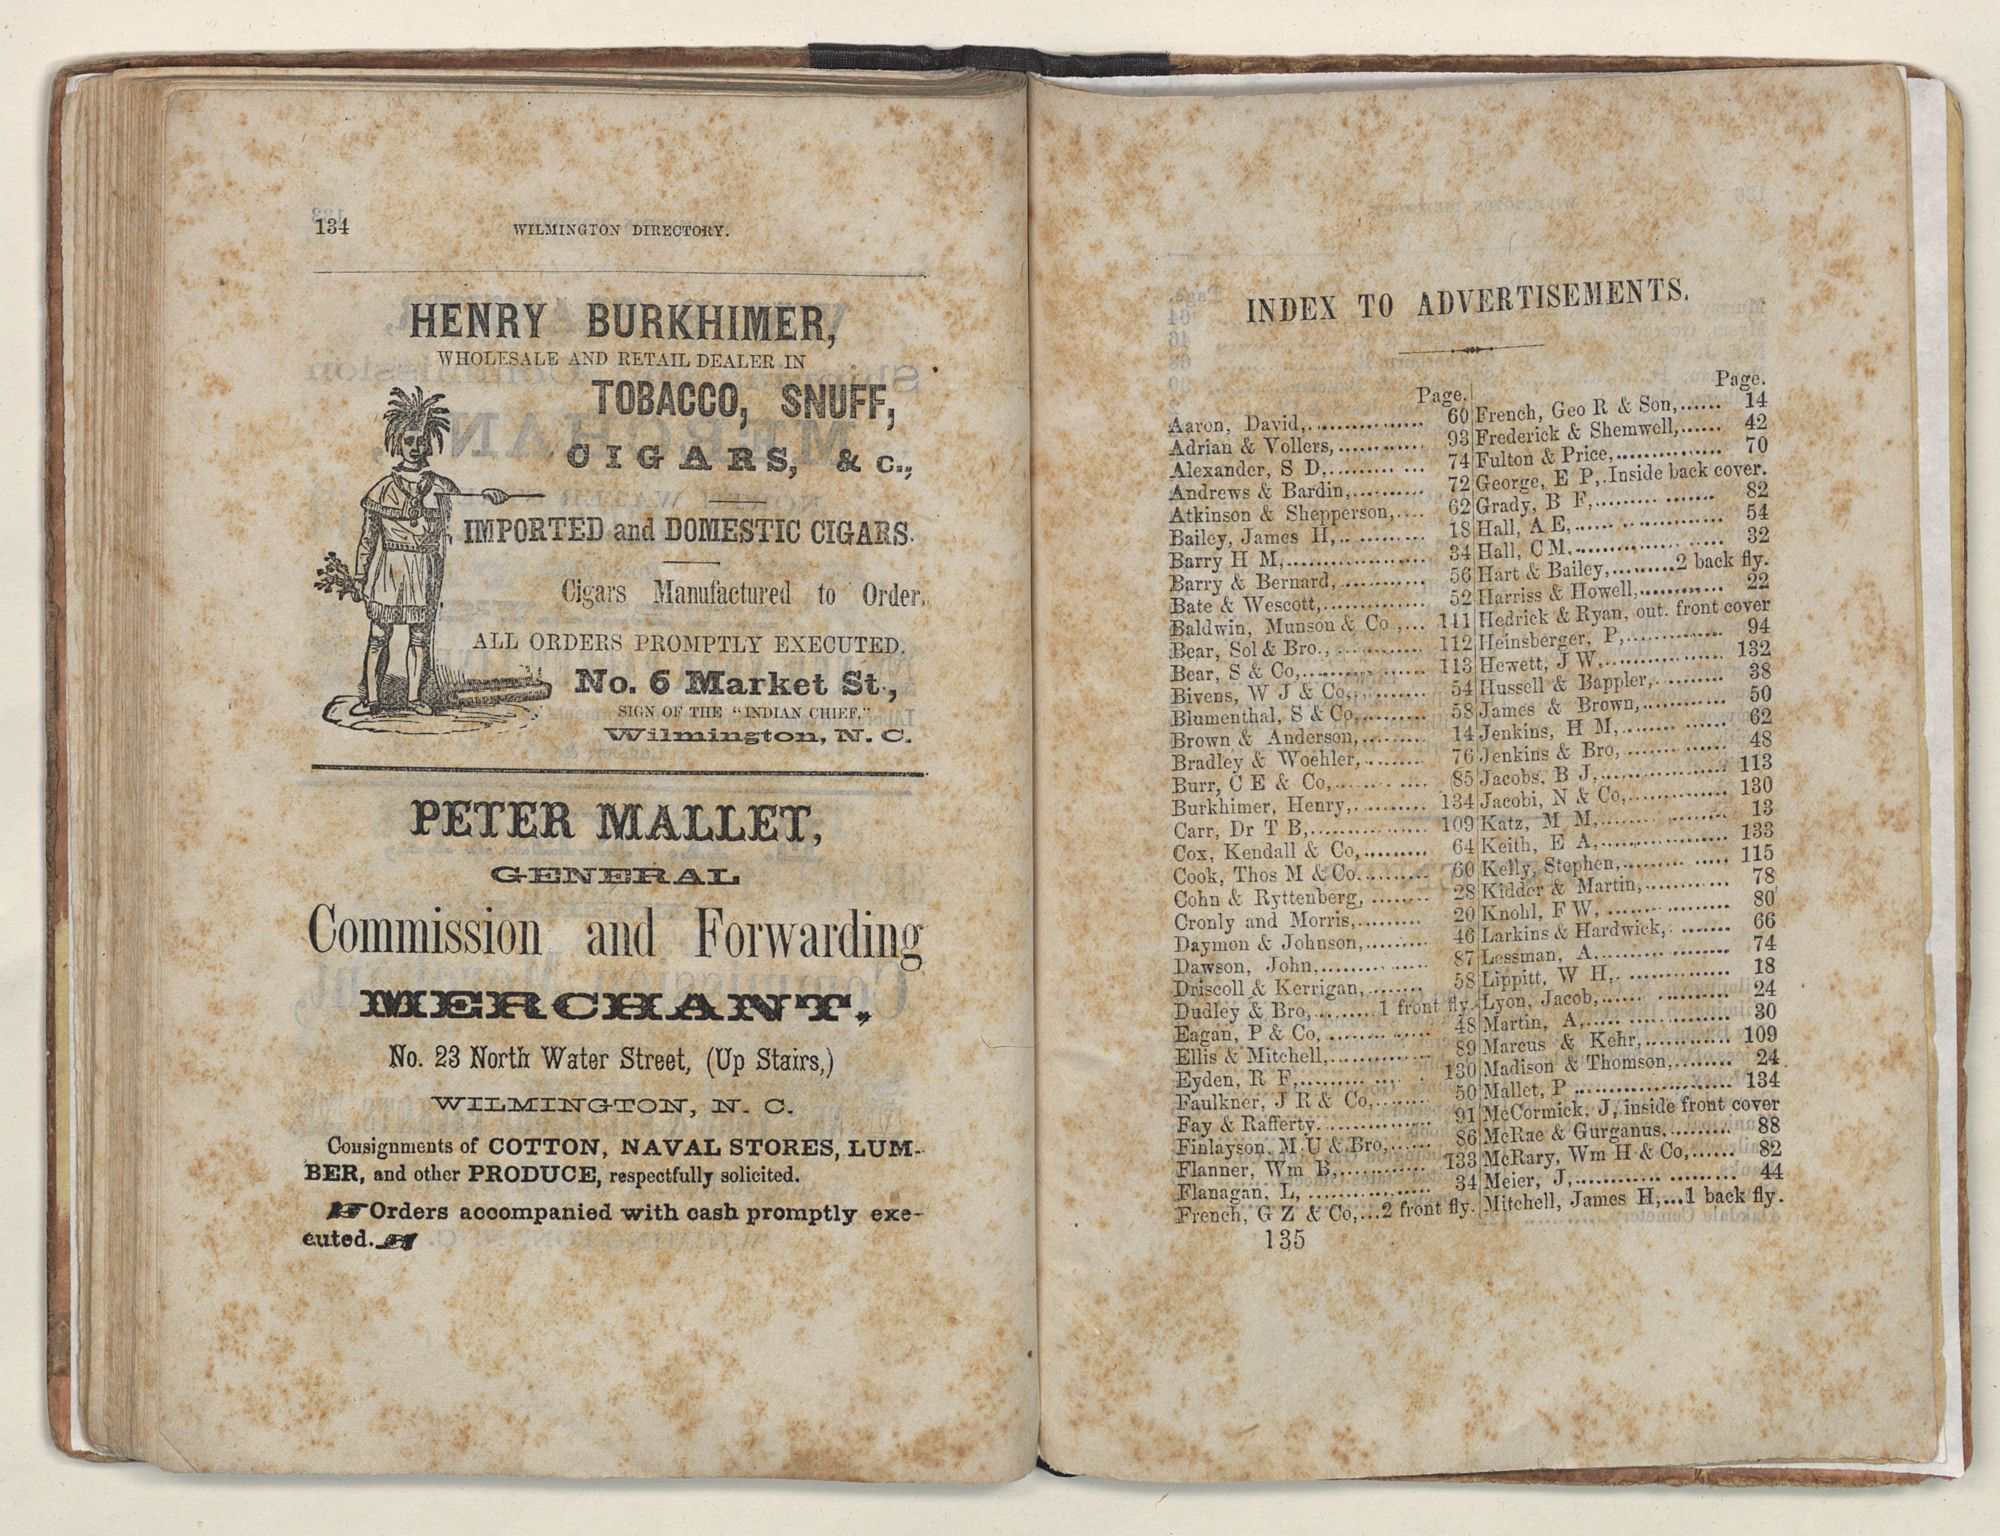 134
WILMINGTON DIRECTORY.
HENRY BURKHIMER,
WHOLESALE AND RETAIL DEALER IN
TOBACCO, SNUFF,
CIGARS, & c.,
IMPORTED and DOMESTIC CIGARS.
Cigars Manufactured to Order.
ALL ORDERS PROMPTLY EXECUTED.
No. 6 Market St.,
SIGN OF THE "INDIAN CHIEF,"
Wilmington, N. C.
PETER MALLET,
GENERAL
Commission and Forwarding
MERCHANT,
No. 23 North Water Street, (Up Stairs,)
WILMINGTON, N. C.
Consignments of COTTON, NAVAL STORES, LUM-
BER, and other PRODUCE, respectfully solicited.
☞Orders accompanied with cash promptly exe-
cuted.☜
INDEX TO ADVERTISEMENTS.
Page.
Aaron, David,............... 60
Adrian & Vollers,............ 93
Alexander, S D,............ 74
Andrews & Bardin,.......... 72
Atkinson & Shepperson,.... 62
Bailey, James H,........... 18
Barry H M,.................. 34
Barry & Bernard,............ 56
Bate & Wescott,.............. 52
Baldwin, Munson & Co ,... 111
Bear, Sol & Bro., ............ 112
Bear, S & Co,................. 113
Bivens, W J & Co,.......... 54
Blumenthal, S & Co,......... 58
Brown & Anderson,......... 14
Bradley & Woehler,......... 76
Burr, C E & Co,............. 85
Burkhimer, Henry,.......... 134
Carr, Dr T B,................ 109
Cox, Kendall & Co,......... 64
Cook, Thos M & Co.......... 60
Cohn & Ryttenberg, ........ 28
Cronly and Morris,......... 20
Daymon & Johnson,......... 46
Dawson, John,............... 87
Driscoll & Kerrigan,........ 58
Dudley & Bro,.........1 front fly.
Eagan, P & Co, .............. 48
Ellis & Mitchell,............. 89
Eyden, R F,................ 130
Faulkner, J R & Co,........ 50
Fay & Rafferty................ 91
Finlayson, M U & Bro,...... 86
Flanner, Wm B,............. 133
Flanagan, L, .................. 34
French, G Z & Co,...2 front fly.
Page.
French, Geo R & Son,...... 14
Frederick & Shemwell,...... 42
Fulton & Price,............... 70
George, E P,.Inside back cover.
Grady, B F,................ 82
Hall, A E,..................... 54
Hall, C M...................... 32
Hart & Bailey,.........2 back fly.
Harriss & Howell,............ 22
Hedrick & Ryan, out. front cover
Heinsberger, P,............... 94
Hewett, J W,.................. 132
Hussell & Bappler,.......... 38
James & Brown,............. 50
Jenkins, H M,................ 62
Jenkins & Bro, .............. 48
Jacobs, B J,................... 113
Jacobi, N & Co,.............. 130
Katz, M M,................... 13
Keith, E A,................... 133
Kelly, Stephen,.............. 115
Kidder & Martin,............ 78
Knohl, F W, .................. 80
Larkins & Hardwick, ....... 66
Lessman, A,.................. 74
Lippitt, W H,. ............... 18
Lyon, Jacob,.................. 24
Martin, A,.................... 30
Marcus & Kehr,............. 109
Madison & Thomson,........ 24
Mallet, P ...................... 134
McCormick, J, inside front cover
McRae & Gurganus.......... 88
McRary, Wm H & Co,...... 82
Meier, J,...................... 44
Mitchell, James H,...1 back fly.
135